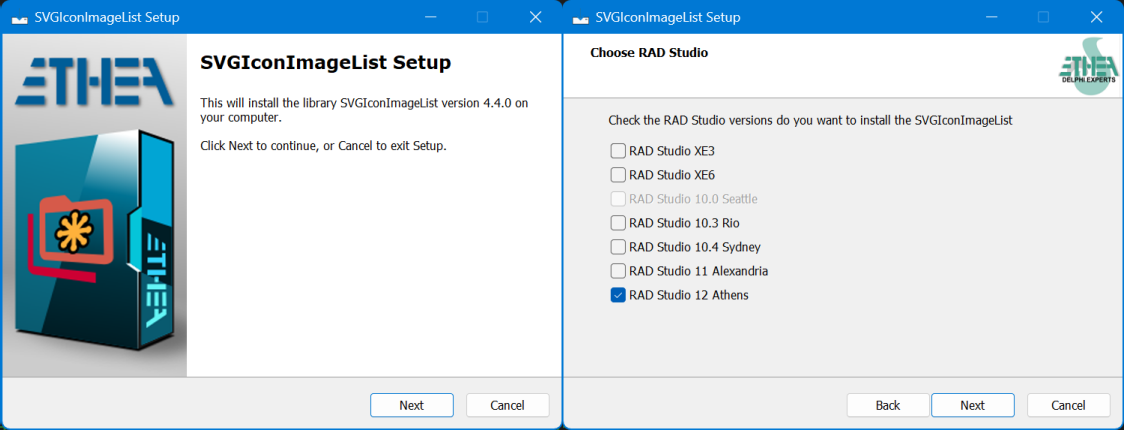 SVGIconImageList Setup
ETHEA
SVGIconImageList Setup
This will install the library SVGIconImageList version 4.4.0 on
your computer.
Click Next to continue, or Cancel to exit Setup.
ETHEA
Next
Cancel
SVGIconImageList Setup
Choose RAD Studio
ETHEA
DELPHI EXPERTS
Check the RAD Studio versions do you want to install the SVGIconImageList
RAD Studio XE3
RAD Studio XE6
RAD Studio 10.0 Seattle
RAD Studio 10.3 Rio
RAD Studio 10.4 Sydney
RAD Studio 11 Alexandria
RAD Studio 12 Athens
Back
Next
Cancel